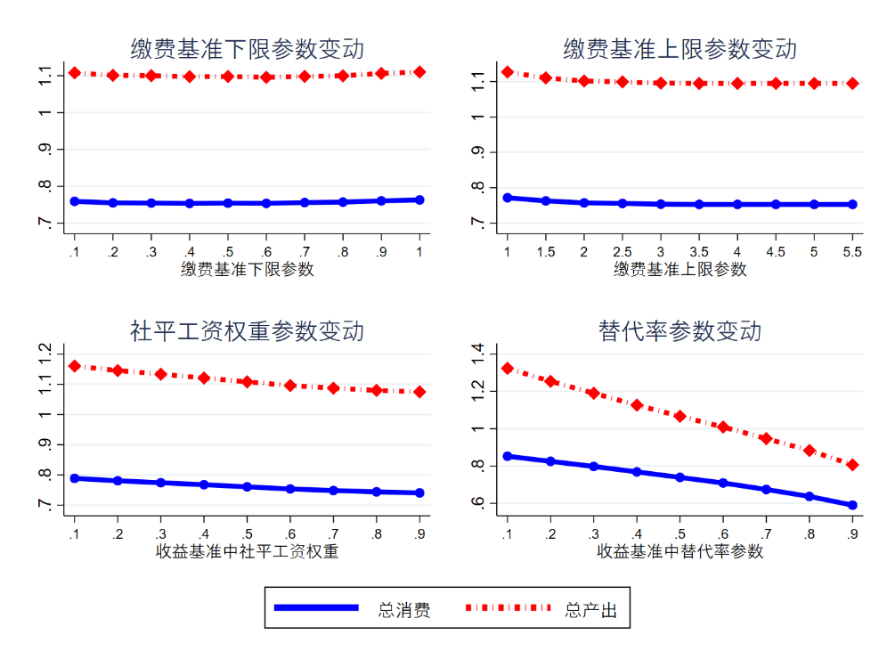 缴费基准下限参数变动
1.1
1
.9
.8
.7
.1 .2 .3 .4 .5 .6 .7 .8 .9 1
缴费基准下限参数
缴费基准上限参数变动
1.1
1
.9
.8
.7
1 1.5 2 2.5 3 3.5 4 4.5 5 5.5
缴费基准上限参数
社平工资权重参数变动
1.2
1.1
1
.9
.8
.7
.1 .2 .3 .4 .5 .6 .7 .8 .9
收益基准中社平工资权重
替代率参数变动
1.4
1.2
1
.8
.6
.1 .2 .3 .4 .5 .6 .7 .8 .9
收益基准中替代率参数
总消费 总产出